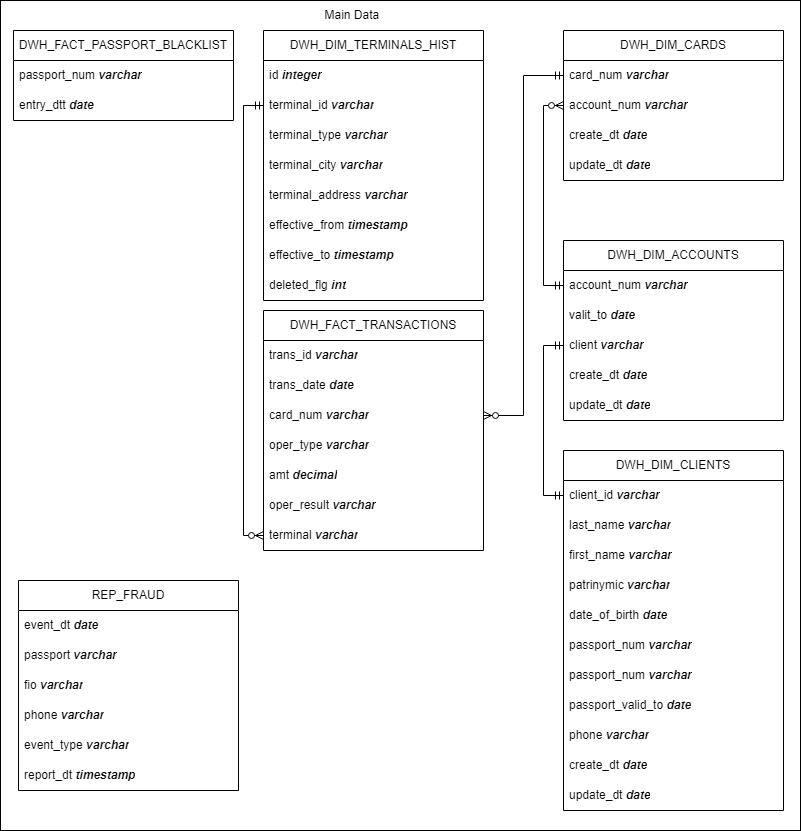 Main Data
DWH_FACT_PASSPORT_BLACKLIST
passport_num varchar
entry_dtt date
DWH_DIM_TERMINALS_HIST
id integer
terminal_id varchar
terminal_type varchar
terminal_city varchar
terminal_address varchar
effective_from timestamp
effective_to timestamp
deleted_flg int
DWH_FACT_TRANSACTIONS
trans_id varchar
trans_date date
card_num varchar
oper_type varchar
amt decimal
oper_result varchar
terminal varchar
DWH_DIM_CARDS
card_num varchar
account_num varchar
create_dt date
update_dt date
DWH_DIM_ACCOUNTS
account_num varchar
valit_to date
client varchar
create_dt date
update_dt date
DWH_DIM_CLIENTS
client_id varchar
last_name varchar
first_name varchar
patrinymic varchar
date_of_birth date
passport_num varchar
passport_num varchar
passport_valid_to date
phone varchar
create_dt date
update_dt date
REP_FRAUD
event_dt date
passport varchar
fio varchar
phone varchar
event_type varchar
report_dt timestamp